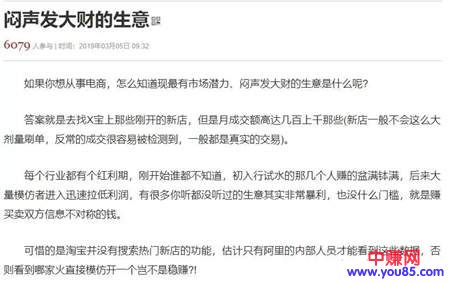 闷声发大财的生意
6079 人参与 | 时间：2019年03月05日 09:32
如果你想从事电商，怎么知道现最有市场潜力、闷声发大财的生意是什么呢？
答案就是去找X宝上那些刚开的新店，但是月成交额高达几百上千那些(新店一般不会这么大
剂量刷单，反常的成交很容易被检测到，一般都是真实的交易)。
每个行业都有个红利期，刚开始谁都不知道，初入行试水的那几个人赚的盆满钵满，后来大
量模仿者进入迅速拉低利润，有很多你听都没听过的生意其实非常暴利，也没什么门槛，就是赚
买卖双方信息不对称的钱。
可惜的是淘宝并没有搜索热门新店的功能，估计只有阿里的内部人员才能看到这些数据，否
则看到哪家火直接模仿开一个岂不是稳赚?!
中赚网
www.you85.com